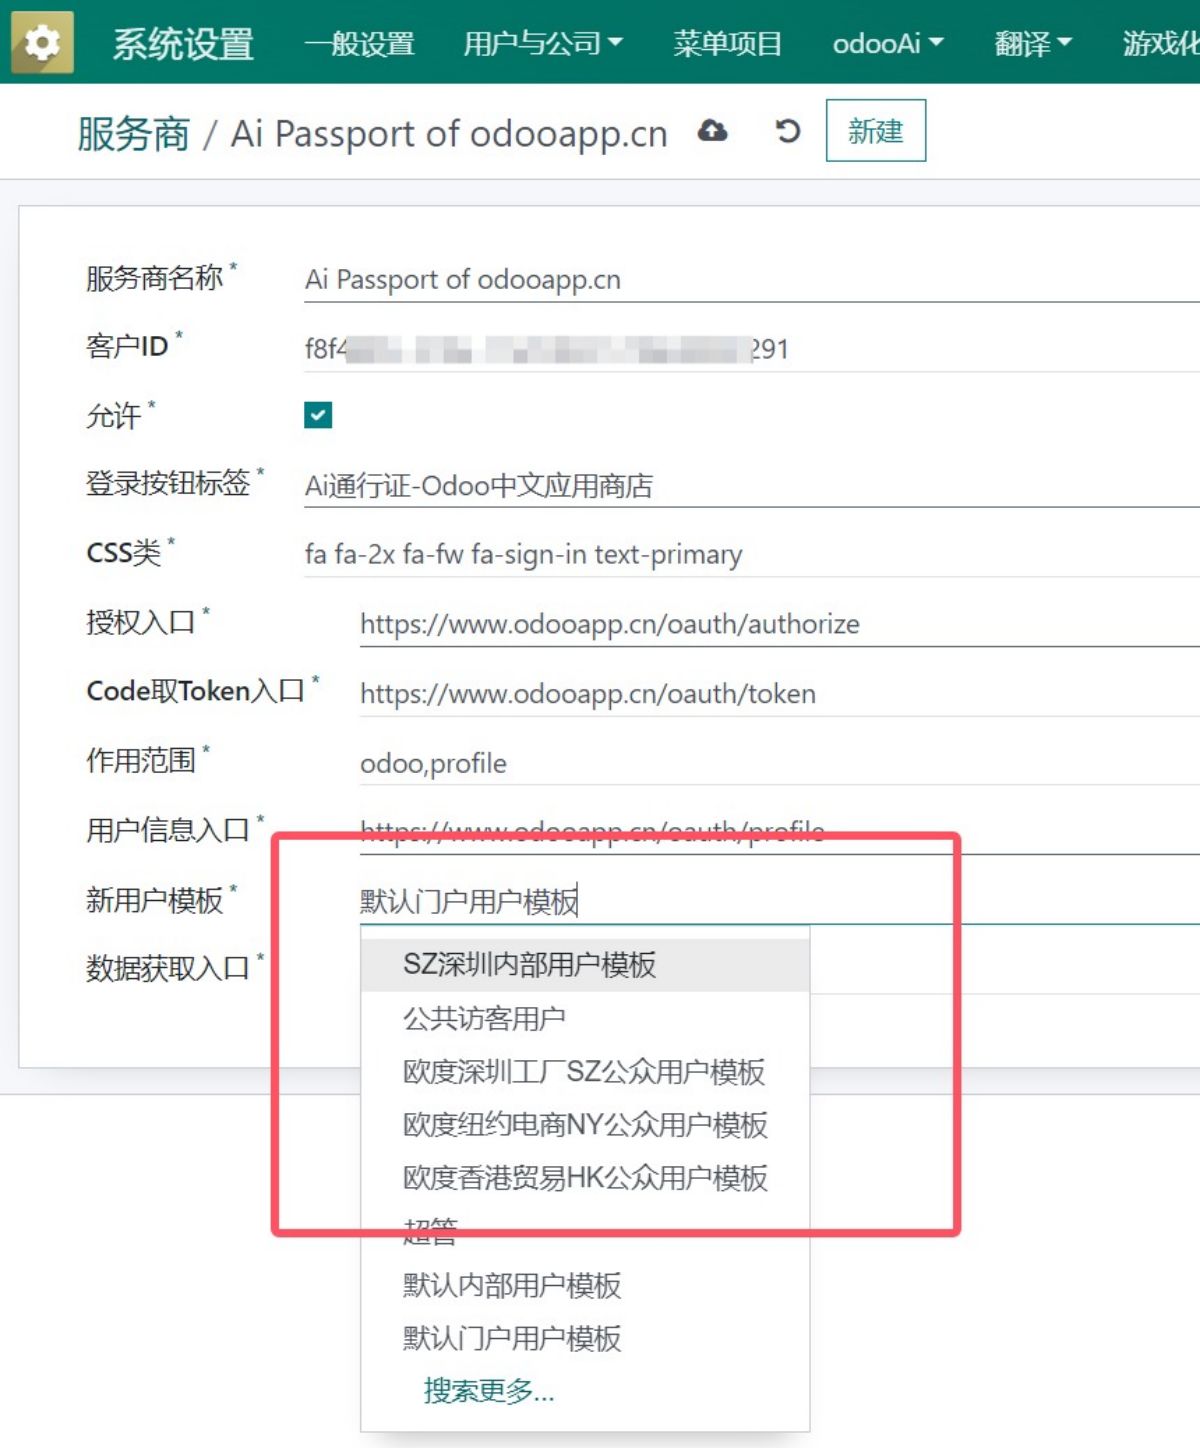 系统设置 一般设置 用户与公司 菜单项目 odooAi 翻译 游戏化
服务商 / Ai Passport of odooapp.cn 新建
服务商名称* Ai Passport of odooapp.cn
客户ID* f8f4 291
允许*
登录按钮标签* Ai通行证-Odoo中文应用商店
CSS类* fa fa-2x fa-fw fa-sign-in text-primary
授权入口* https://www.odooapp.cn/oauth/authorize
Code取Token入口* https://www.odooapp.cn/oauth/token
作用范围* odoo,profile
用户信息入口* https://www.odooapp.cn/oauth/profile
新用户模板* 默认门户用户模板
数据获取入口*
SZ深圳内部用户模板
公共访客用户
欧度深圳工厂SZ公众用户模板
欧度纽约电商NY公众用户模板
欧度香港贸易HK公众用户模板
超管
默认内部用户模板
默认门户用户模板
搜索更多...